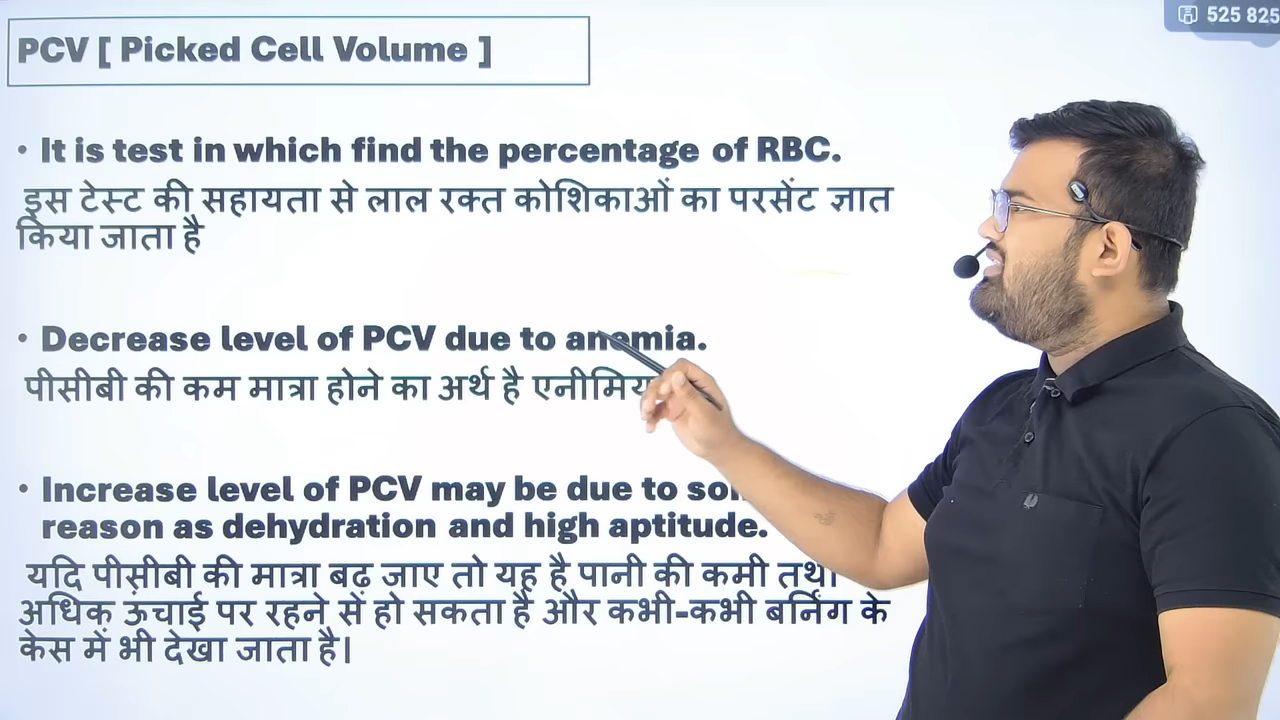 525 825
PCV [ Picked Cell Volume ]
• It is test in which find the percentage of RBC.
इस टेस्ट की सहायता से लाल रक्त कोशिकाओं का परसेंट ज्ञात
किया जाता है
• Decrease level of PCV due to anemia.
पीसीबी की कम मात्रा होने का अर्थ है
• Increase level of PCV may be due to
reason as dehydration and high aptitude.
यदि पीसीबी की मात्रा बढ़ जाए तो यह है पानी की कमी तथा
अधिक ऊचाई पर रहने से हो सकता है और कभी-कभी बर्निंग के
केस में भी देखा जाता है।